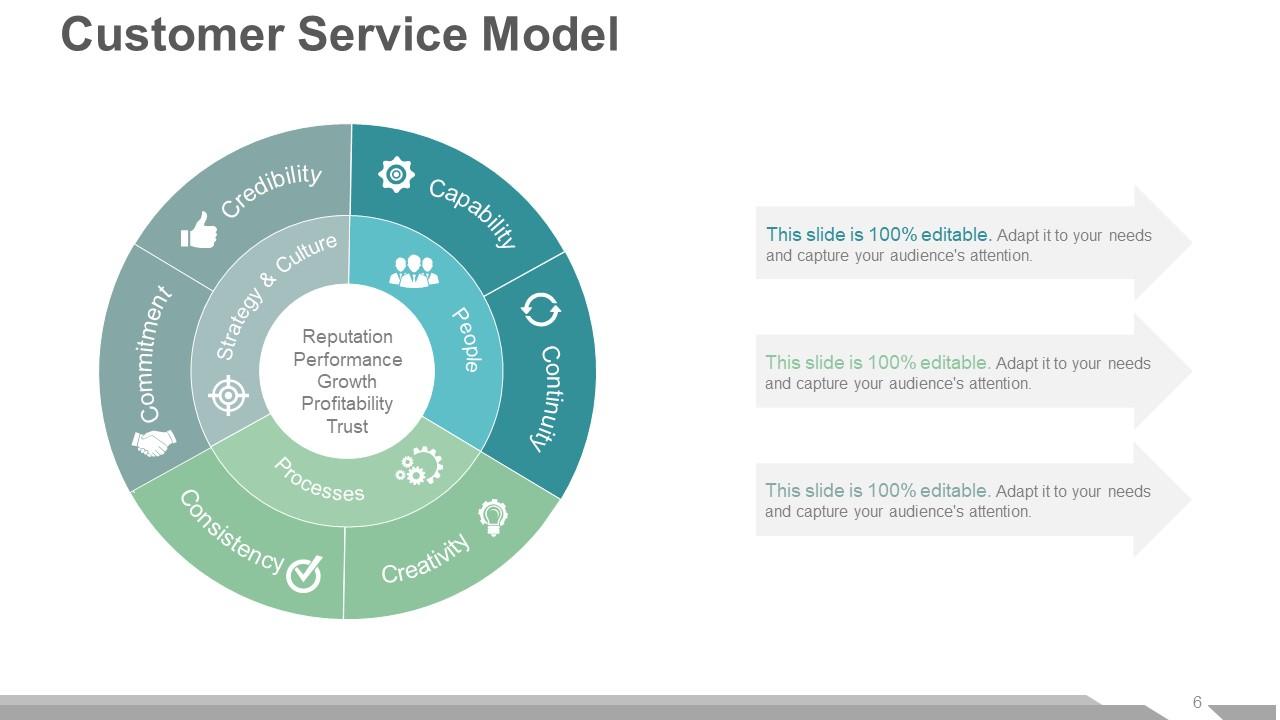 Customer Service Model
Credibility
Capability
Commitment
Strategy & Culture
People
Continuity
Reputation
Performance
Growth
Profitability
Trust
Processes
Consistency
Creativity
This slide is 100% editable. Adapt it to your needs
and capture your audience's attention.
This slide is 100% editable. Adapt it to your needs
and capture your audience's attention.
This slide is 100% editable. Adapt it to your needs
and capture your audience's attention.
6